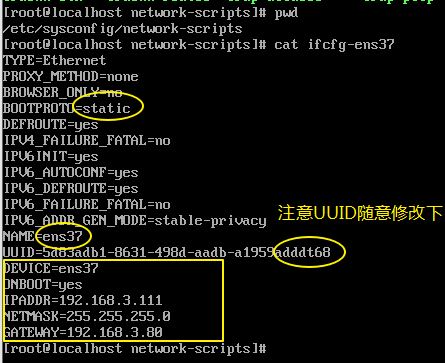 [root@localhost network-scripts]# pwd
/etc/sysconfig/network-scripts
[root@localhost network-scripts]# cat ifcfg-ens37
TYPE=Ethernet
PROXY_METHOD=none
BROWSER_ONLY=no
BOOTPROTO=static
DEFROUTE=yes
IPV4_FAILURE_FATAL=no
IPV6INIT=yes
IPV6_AUTOCONF=yes
IPV6_DEFROUTE=yes
IPV6_FAILURE_FATAL=no
IPV6_ADDR_GEN_MODE=stable-privacy
注意UUID随意修改下
NAME=ens37
UUID=5d83adb1-8631-498d-aadb-a1959adddt68
DEVICE=ens37
ONBOOT=yes
IPADDR=192.168.3.111
NETMASK=255.255.255.0
GATEWAY=192.168.3.80
[root@localhost network-scripts]#